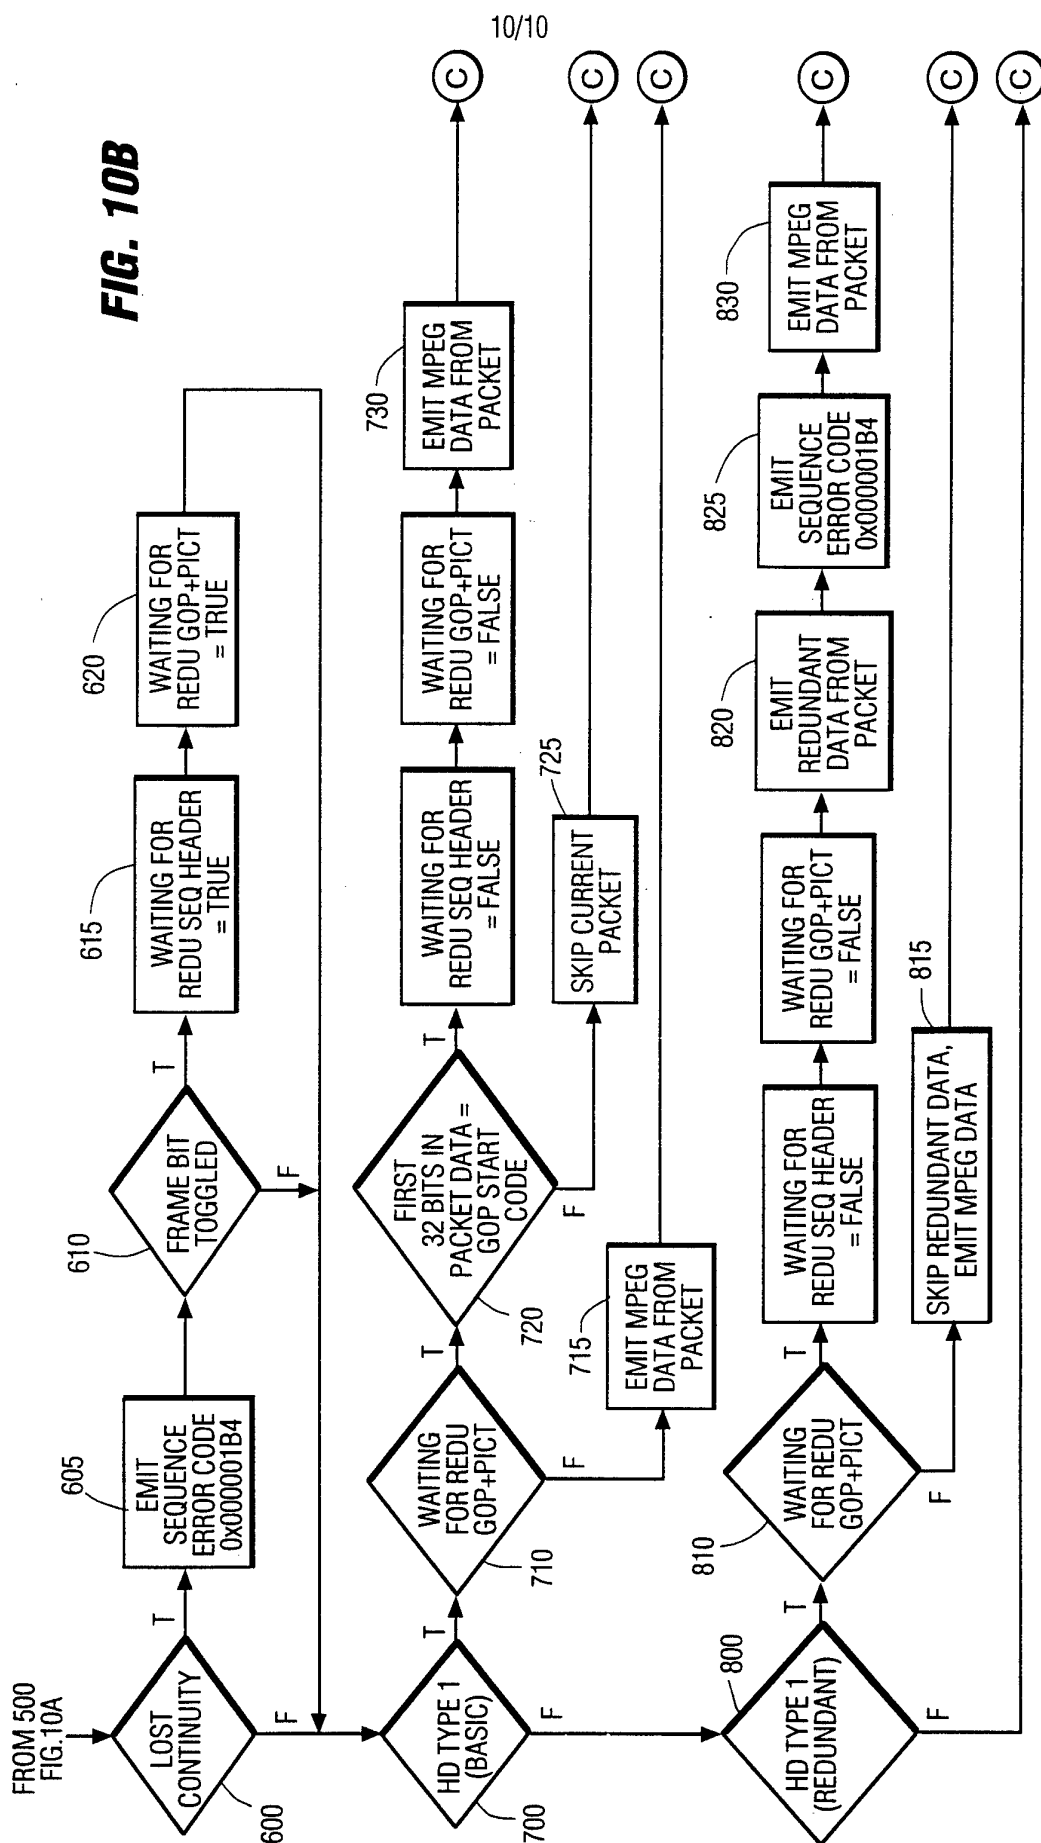 10/10
FIG. 10B
FROM 500
FIG.10A
LOST
CONTINUITY
600
T
F
605
EMIT
SEQUENCE
ERROR CODE
0x000001B4
610
FRAME BIT
TOGGLED
T
F
615
WAITING FOR
REDU SEQ HEADER
= TRUE
620
WAITING FOR
REDU GOP+PICT
= TRUE
HD TYPE 1
(BASIC)
700
T
F
WAITING
FOR REDU
GOP+PICT
710
T
F
715
EMIT MPEG
DATA FROM
PACKET
C
FIRST
32 BITS IN
PACKET DATA =
GOP START
CODE
720
T
F
725
SKIP CURRENT
PACKET
C
WAITING FOR
REDU SEQ HEADER
= FALSE
WAITING FOR
REDU GOP+PICT
= FALSE
730
EMIT MPEG
DATA FROM
PACKET
C
HD TYPE 1
(REDUNDANT)
800
T
F
C
WAITING
FOR REDU
GOP+PICT
810
T
F
815
SKIP REDUNDANT DATA,
EMIT MPEG DATA
C
WAITING FOR
REDU SEQ HEADER
= FALSE
WAITING FOR
REDU GOP+PICT
= FALSE
820
EMIT
REDUNDANT
DATA FROM
PACKET
825
EMIT
SEQUENCE
ERROR CODE
0x000001B4
830
EMIT MPEG
DATA FROM
PACKET
C